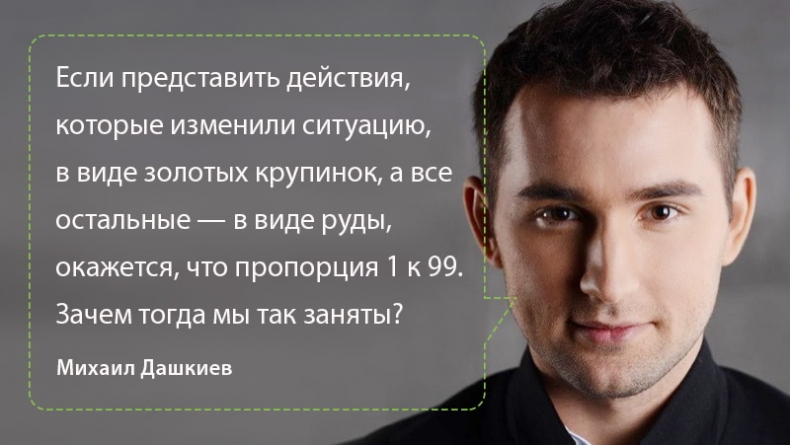 Если представить действия,
которые изменили ситуацию,
в виде золотых крупинок, а все
остальные — в виде руды,
окажется, что пропорция 1 к 99.
Зачем тогда мы так заняты?
Михаил Дашкиев